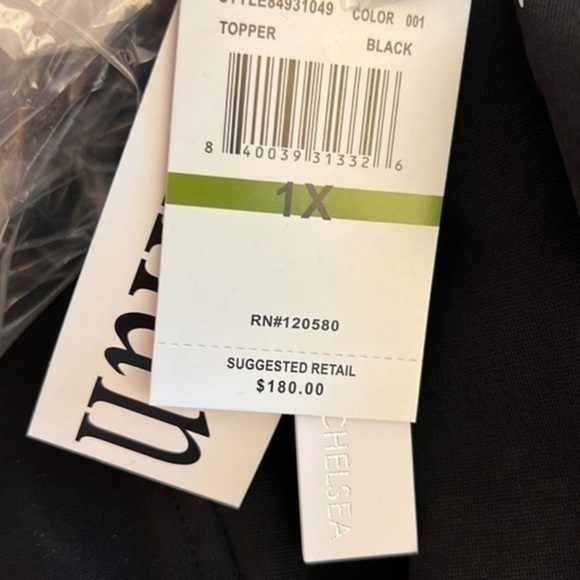 STYLE84931049 COLOR 001
TOPPER BLACK
8 40039 31332 6
1X
RN#120580
SUGGESTED RETAIL
$180.00
CHELSEA